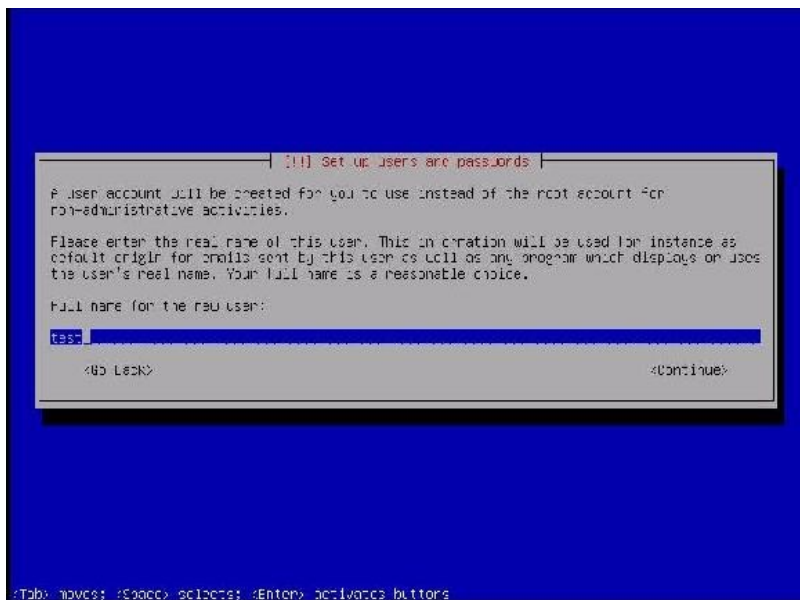 [!!] Set up users and passwords
A user account will be created for you to use instead of the root account for
non-administrative activities.
Please enter the real name of this user. This information will be used for instance as
default origin for emails sent by this user as well as any program which displays or uses
the user's real name. Your full name is a reasonable choice.
Full name for the new user:
test
<Go Back> <Continue>
<Tab> moves; <Space> selects; <Enter> activates buttons